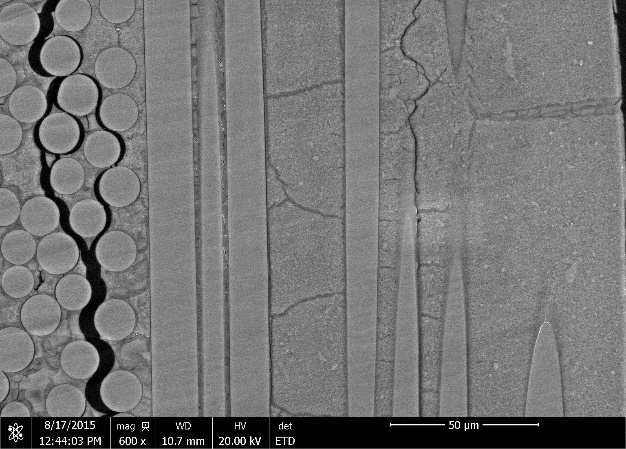 8/17/2015 mag WD HV det
12:44:03 PM 600 x 10.7 mm 20.00 kV ETD
50 µm